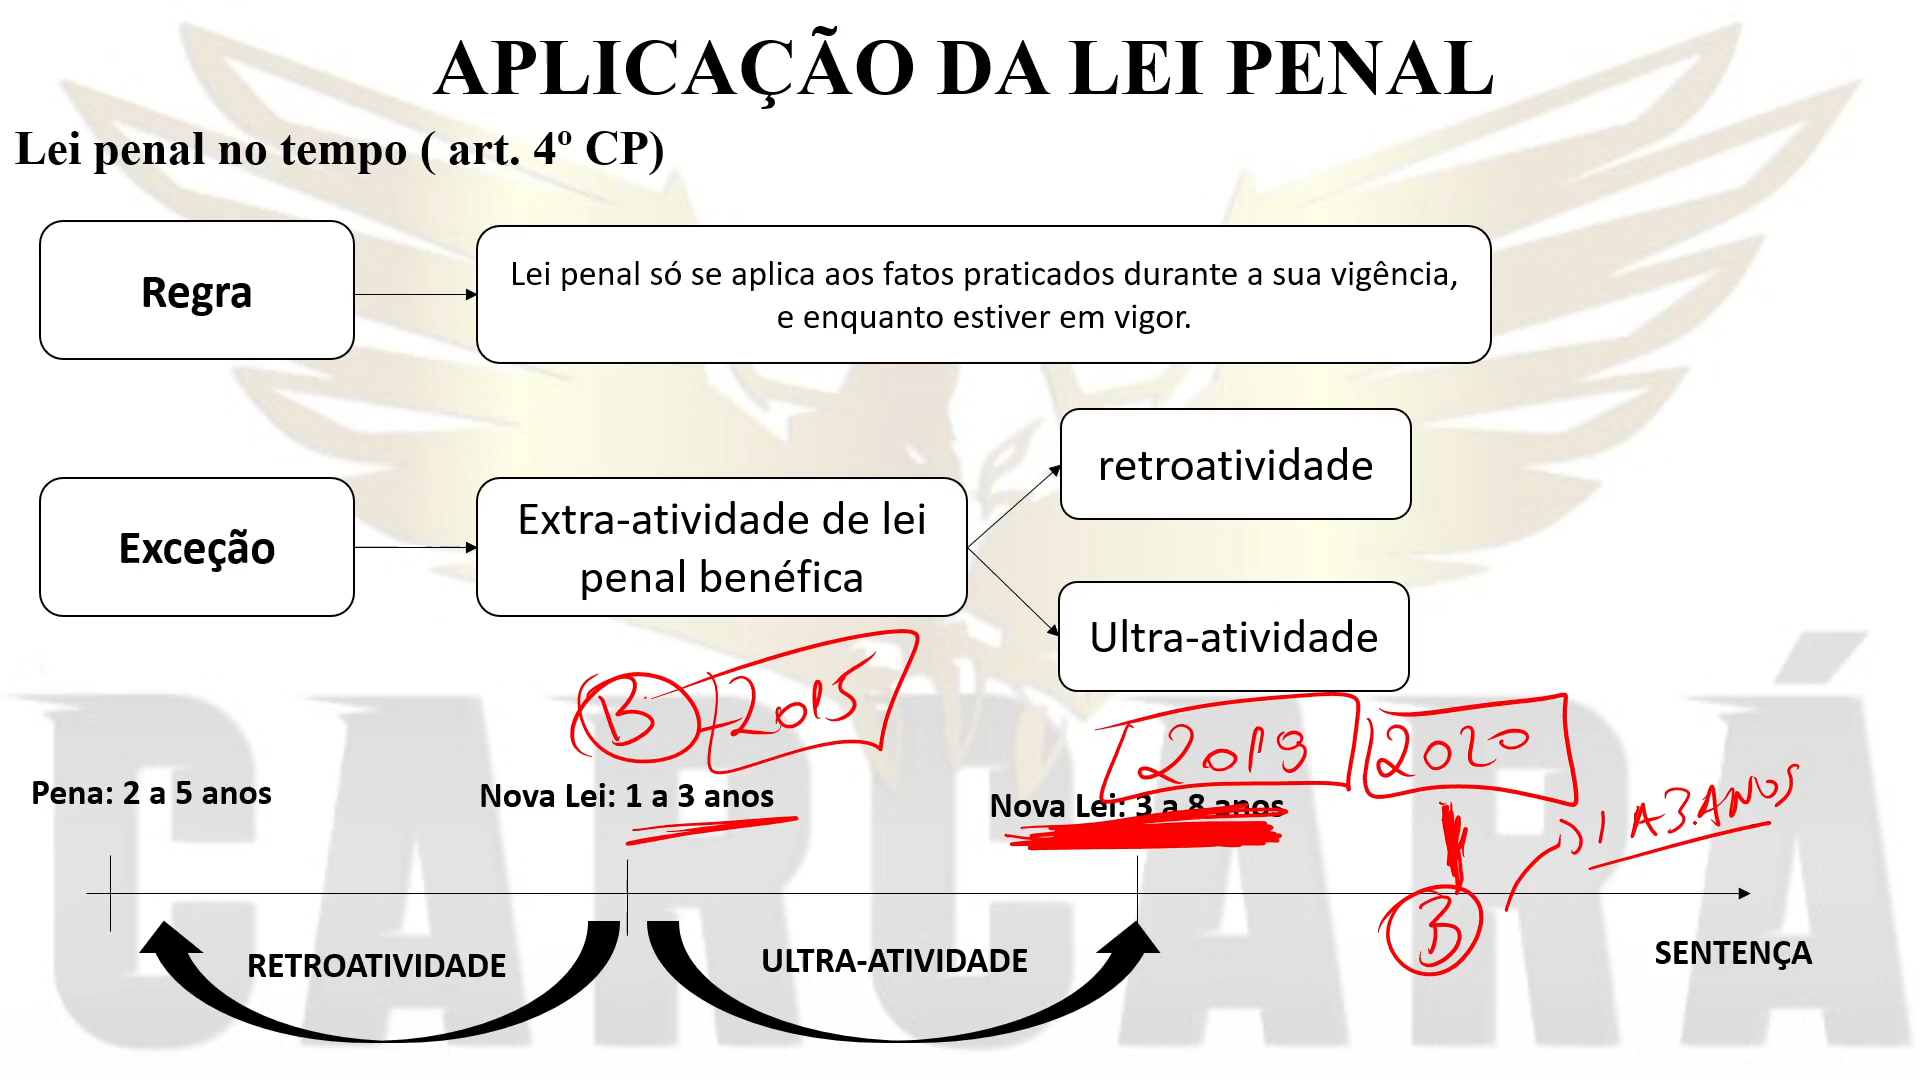 APLICAÇÃO DA LEI PENAL
Lei penal no tempo ( art. 4º CP)
Regra
Lei penal só se aplica aos fatos praticados durante a sua vigência,
e enquanto estiver em vigor.
Exceção
Extra-atividade de lei
penal benéfica
retroatividade
Ultra-atividade
B 2015
2019 2020
Pena: 2 a 5 anos
Nova Lei: 1 a 3 anos
Nova Lei: 3 a 8 anos
1 A 3 ANOS
B
RETROATIVIDADE
ULTRA-ATIVIDADE
SENTENÇA
CARCARÁ